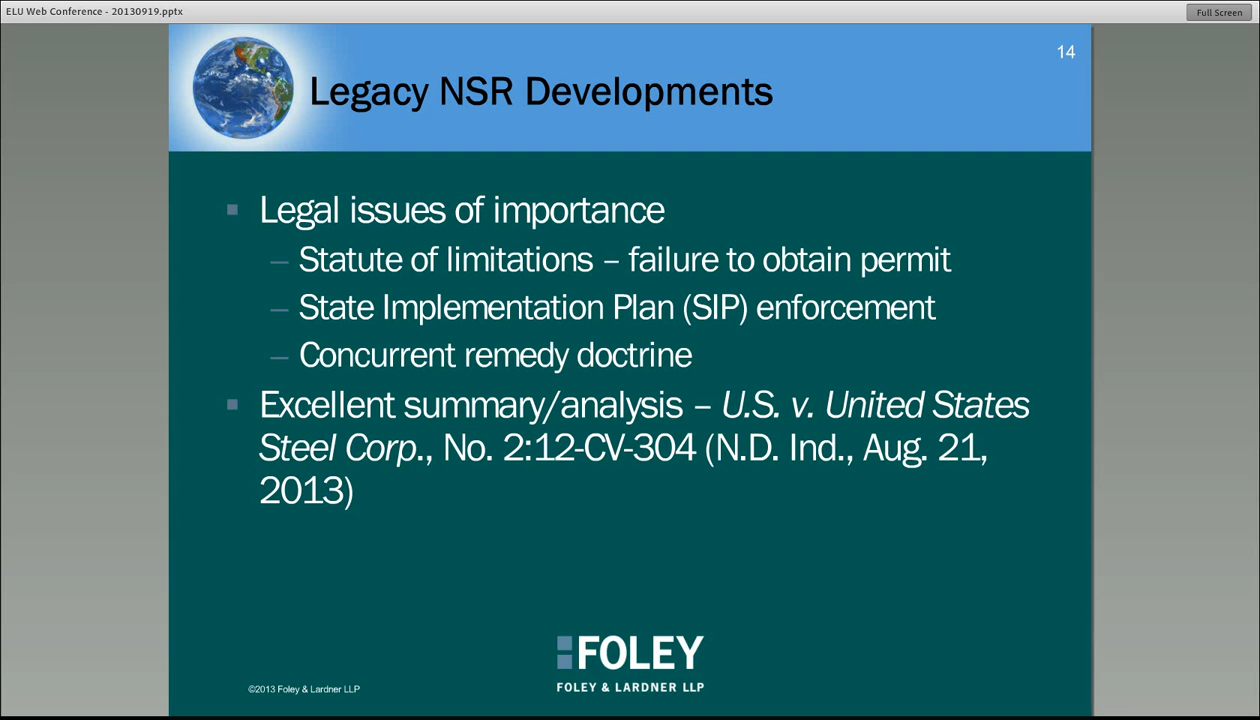 ELU Web Conference - 20130919.pptx
Full Screen
14
Legacy NSR Developments
▪ Legal issues of importance
– Statute of limitations – failure to obtain permit
– State Implementation Plan (SIP) enforcement
– Concurrent remedy doctrine
▪ Excellent summary/analysis – U.S. v. United States
Steel Corp., No. 2:12-CV-304 (N.D. Ind., Aug. 21,
2013)
FOLEY
FOLEY & LARDNER LLP
©2013 Foley & Lardner LLP